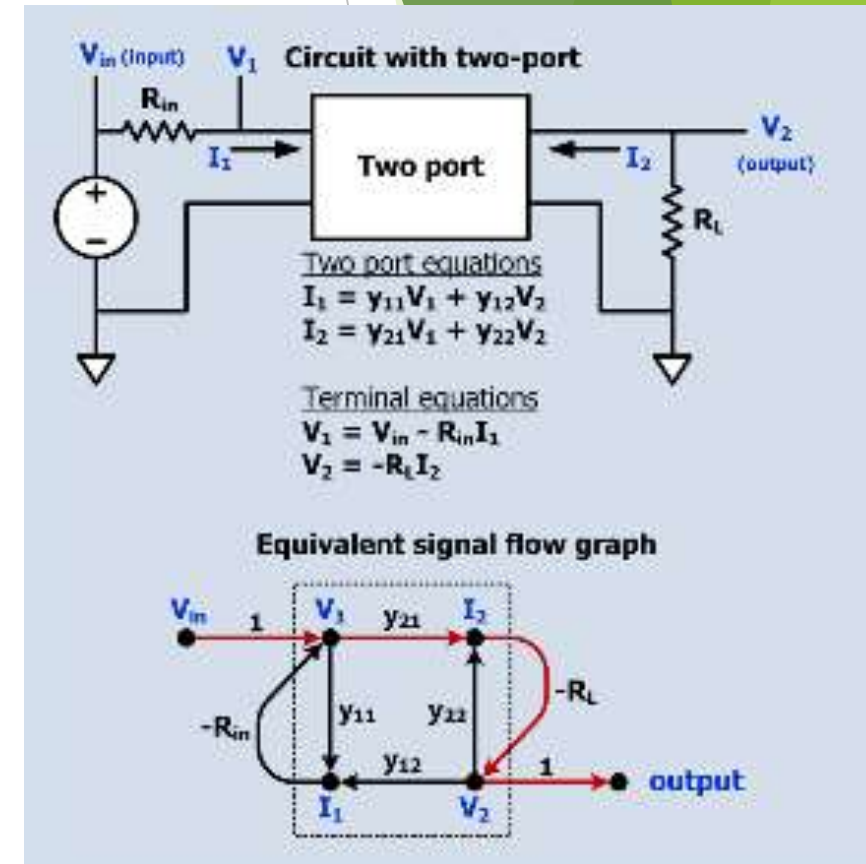 Vin (input) V1 Circuit with two-port
Rin
I1 Two port I2 V2
(output)
RL
Two port equations
I1 = y11V1 + y12V2
I2 = y21V1 + y22V2
Terminal equations
V1 = Vin - RinI1
V2 = -RLI2
Equivalent signal flow graph
Vin 1 V1 y21 I2
-RL
-Rin y11 y22
y12 1 output
I1 V2